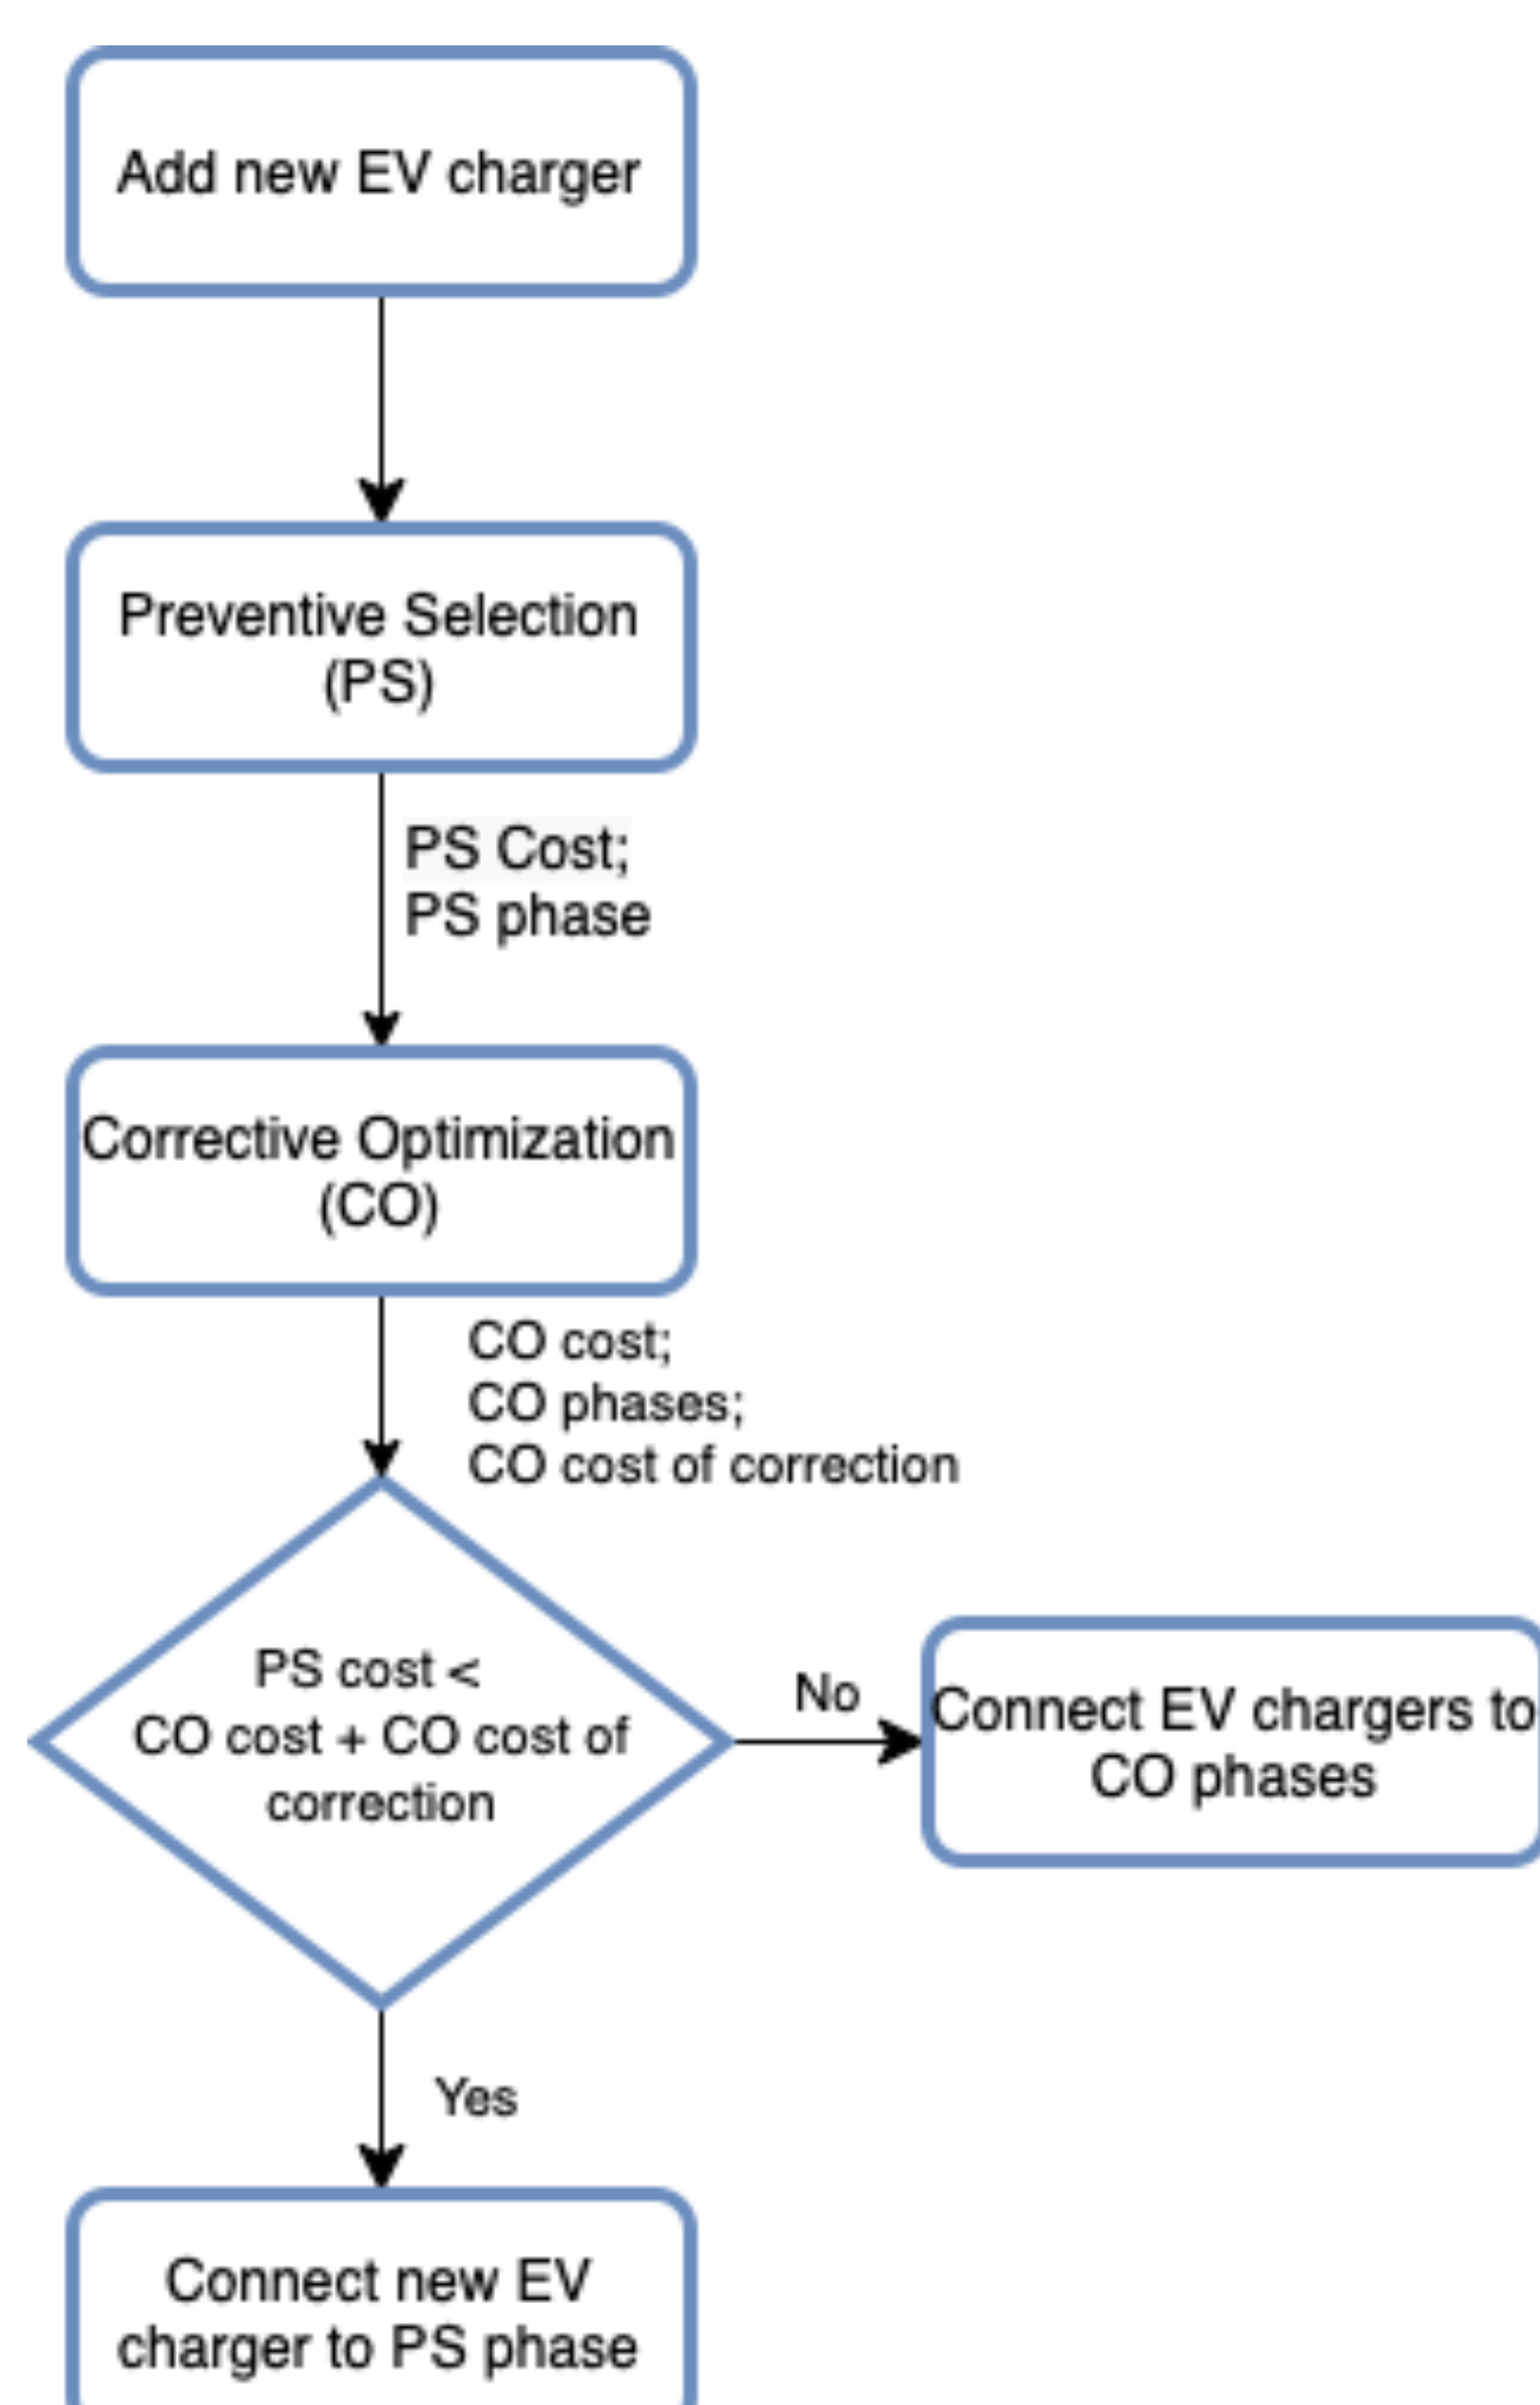 Add new EV charger
Preventive Selection
(PS)
PS Cost;
PS phase
Corrective Optimization
(CO)
CO cost;
CO phases;
CO cost of correction
PS cost <
CO cost + CO cost of
correction
No
Connect EV chargers to
CO phases
Yes
Connect new EV
charger to PS phase